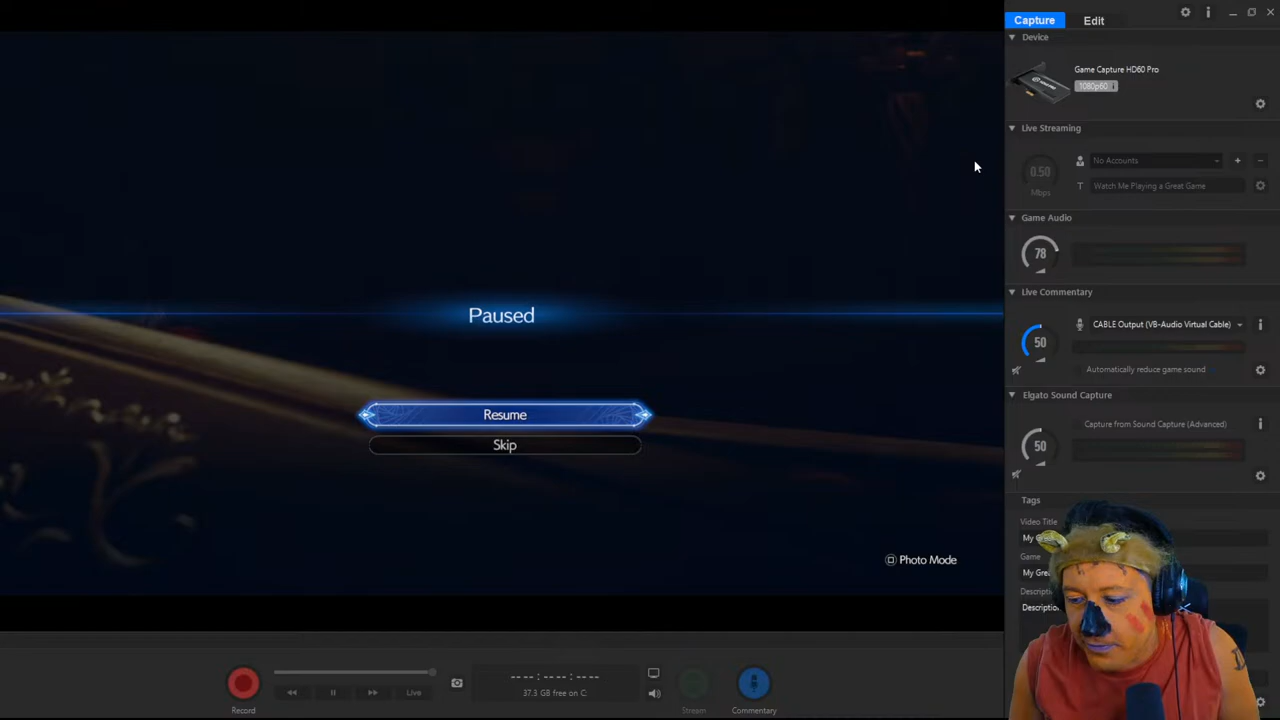 Capture
Edit
Device
Game Capture HD60 Pro
1080p60
Live Streaming
0.50
Mbps
No Accounts
T
Watch Me Playing a Great Game
Game Audio
78
Live Commentary
50
CABLE Output (VB-Audio Virtual Cable)
Automatically reduce game sound
Elgato Sound Capture
50
Capture from Sound Capture (Advanced)
Tags
Video Title
My
Game
My
Paused
Resume
Skip
Photo Mode
Record
Live
37.3 GB free on C:
Stream
Commentary